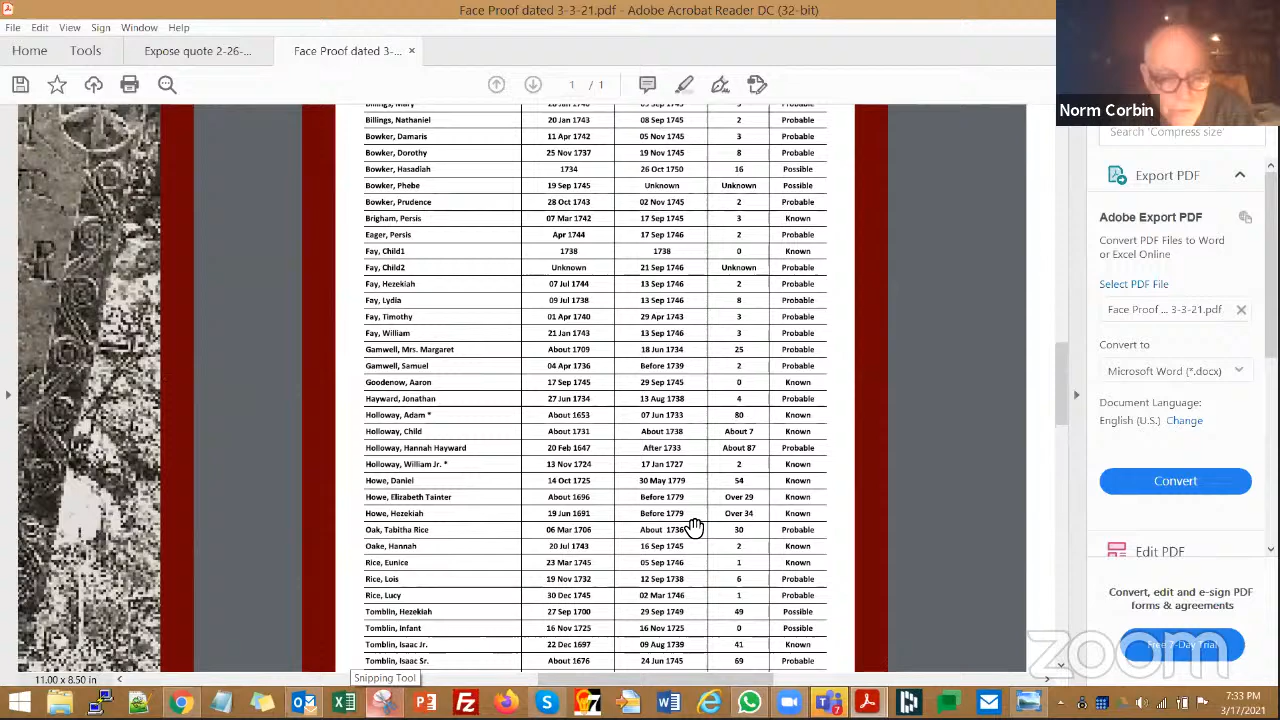 Face Proof dated 3-3-21.pdf - Adobe Acrobat Reader DC (32-bit)
File Edit View Sign Window Help
Home Tools Expose quote 2-26-... Face Proof dated 3-... ×
1 / 1
Norm Corbin
Billings, Mary
Billings, Nathaniel 20 Jan 1743 08 Sep 1745 2 Probable
Bowker, Damaris 11 Apr 1742 05 Nov 1745 3 Probable
Bowker, Dorothy 25 Nov 1737 19 Nov 1745 8 Probable
Bowker, Hasadiah 1734 26 Oct 1750 16 Possible
Bowker, Phebe 19 Sep 1745 Unknown Unknown Possible
Bowker, Prudence 28 Oct 1743 02 Nov 1745 2 Probable
Brigham, Persis 07 Mar 1742 17 Sep 1745 3 Known
Eager, Persis Apr 1744 17 Sep 1746 2 Probable
Fay, Child1 1738 1738 0 Known
Fay, Child2 Unknown 21 Sep 1746 Unknown Probable
Fay, Hezekiah 07 Jul 1744 13 Sep 1746 2 Probable
Fay, Lydia 09 Jul 1738 13 Sep 1746 8 Probable
Fay, Timothy 01 Apr 1740 29 Apr 1743 3 Probable
Fay, William 21 Jan 1743 13 Sep 1746 3 Probable
Gamwell, Mrs. Margaret About 1709 18 Jun 1734 25 Probable
Gamwell, Samuel 04 Apr 1736 Before 1739 2 Probable
Goodenow, Aaron 17 Sep 1745 29 Sep 1745 0 Known
Hayward, Jonathan 27 Jun 1734 13 Aug 1738 4 Probable
Holloway, Adam * About 1653 07 Jun 1733 80 Known
Holloway, Child About 1731 About 1738 About 7 Known
Holloway, Hannah Hayward 20 Feb 1647 After 1733 About 87 Probable
Holloway, William Jr. * 13 Nov 1724 17 Jan 1727 2 Known
Howe, Daniel 14 Oct 1725 30 May 1779 54 Known
Howe, Elizabeth Tainter About 1696 Before 1779 Over 29 Known
Howe, Hezekiah 19 Jun 1691 Before 1779 Over 34 Known
Oak, Tabitha Rice 06 Mar 1706 About 1736 30 Probable
Oake, Hannah 20 Jul 1743 16 Sep 1745 2 Known
Rice, Eunice 23 Mar 1745 05 Sep 1746 1 Known
Rice, Lois 19 Nov 1732 12 Sep 1738 6 Probable
Rice, Lucy 30 Dec 1745 02 Mar 1746 1 Probable
Tomblin, Hezekiah 27 Sep 1700 29 Sep 1749 49 Possible
Tomblin, Infant 16 Nov 1725 16 Nov 1725 0 Possible
Tomblin, Isaac Jr. 22 Dec 1697 09 Aug 1739 41 Known
Tomblin, Isaac Sr. About 1676 24 Jun 1745 69 Probable
Search 'Compress size'
Export PDF
Adobe Export PDF
Convert PDF Files to Word
or Excel Online
Select PDF File
Face Proof ... 3-3-21.pdf
Convert to
Microsoft Word (*.docx)
Document Language:
English (U.S.) Change
Convert
Edit PDF
Convert, edit and e-sign PDF
forms & agreements
Free 7-Day Trial
zoom
11.00 x 8.50 in
Snipping Tool
7:33 PM
3/17/2021